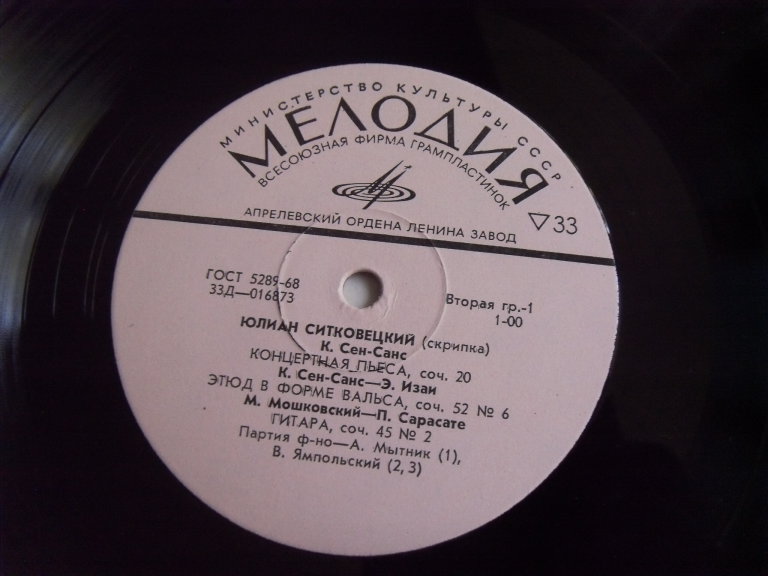 МИНИСТЕРСТВО КУЛЬТУРЫ СССР
МЕЛОДИЯ
ВСЕСОЮЗНАЯ ФИРМА ГРАМПЛАСТИНОК
АПРЕЛЕВСКИЙ ОРДЕНА ЛЕНИНА ЗАВОД
▽33
ГОСТ 5289-68
33Д—016873
Вторая гр.-1
1-00
ЮЛИАН СИТКОВЕЦКИЙ (скрипка)
К. Сен-Санс
КОНЦЕРТНАЯ ПЬЕСА, соч. 20
К. Сен-Санс—Э. Изаи
ЭТЮД В ФОРМЕ ВАЛЬСА, соч. 52 № 6
М. Мошковский—П. Сарасате
ГИТАРА, соч. 45 № 2
Партия ф-но—А. Мытник (1),
В. Ямпольский (2, 3)